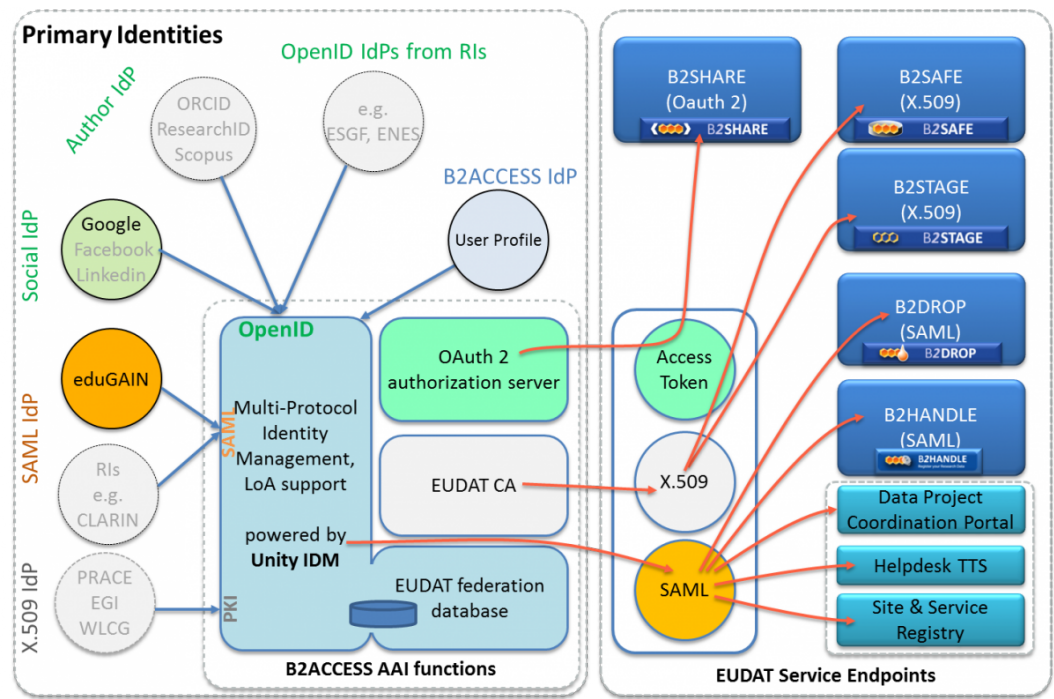 Primary Identities
Author IdP
OpenID IdPs from RIs
ORCID
ResearchID
Scopus
e.g.
ESGF, ENES
B2ACCESS IdP
User Profile
Social IdP
Google
Facebook
Linkedin
SAML IdP
eduGAIN
RIs
e.g.
CLARIN
X.509 IdP
PRACE
EGI
WLCG
OpenID
SAML
PKI
Multi-Protocol
Identity
Management,
LoA support
powered by
Unity IDM
OAuth 2
authorization server
EUDAT CA
EUDAT federation
database
B2ACCESS AAI functions
Access
Token
X.509
SAML
B2SHARE
(Oauth 2)
B2SHARE
B2SAFE
(X.509)
B2SAFE
B2STAGE
(X.509)
B2STAGE
B2DROP
(SAML)
B2DROP
B2HANDLE
(SAML)
B2HANDLE
Register your Research Data
Data Project
Coordination Portal
Helpdesk TTS
Site & Service
Registry
EUDAT Service Endpoints